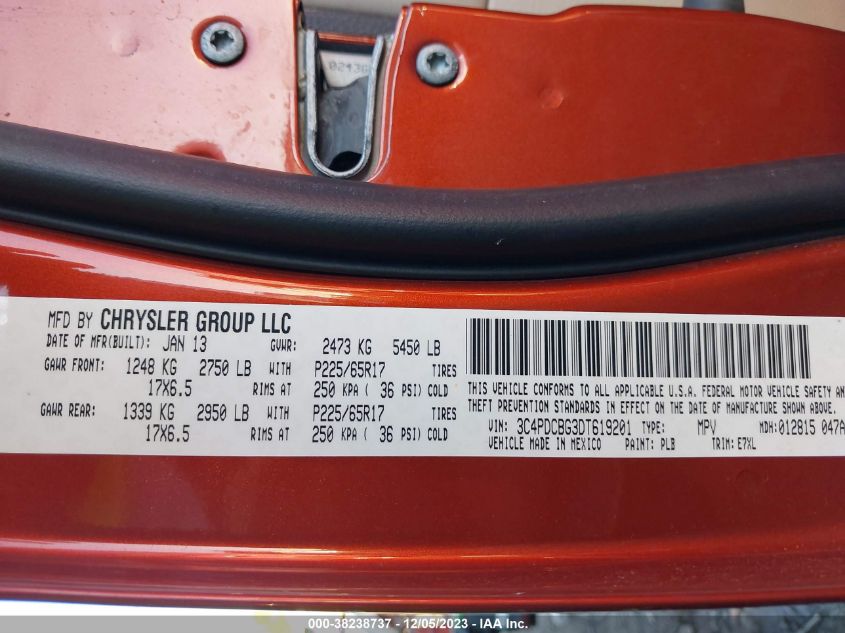 0243
MFD BY CHRYSLER GROUP LLC
DATE OF MFR(BUILT): JAN 13 GVWR: 2473 KG 5450 LB
GAWR FRONT: 1248 KG 2750 LB WITH P225/65R17 TIRES
17X6.5 RIMS AT 250 KPA ( 36 PSI) COLD
GAWR REAR: 1339 KG 2950 LB WITH P225/65R17 TIRES
17X6.5 RIMS AT 250 KPA ( 36 PSI) COLD
THIS VEHICLE CONFORMS TO ALL APPLICABLE U.S.A. FEDERAL MOTOR VEHICLE SAFETY AN
THEFT PREVENTION STANDARDS IN EFFECT ON THE DATE OF MANUFACTURE SHOWN ABOVE.
VIN: 3C4PDCBG3DT619201 TYPE: MPV MDH:012815 047A
VEHICLE MADE IN MEXICO PAINT: PLB TRIM: E7XL
000-38238737 - 12/05/2023 - IAA Inc.